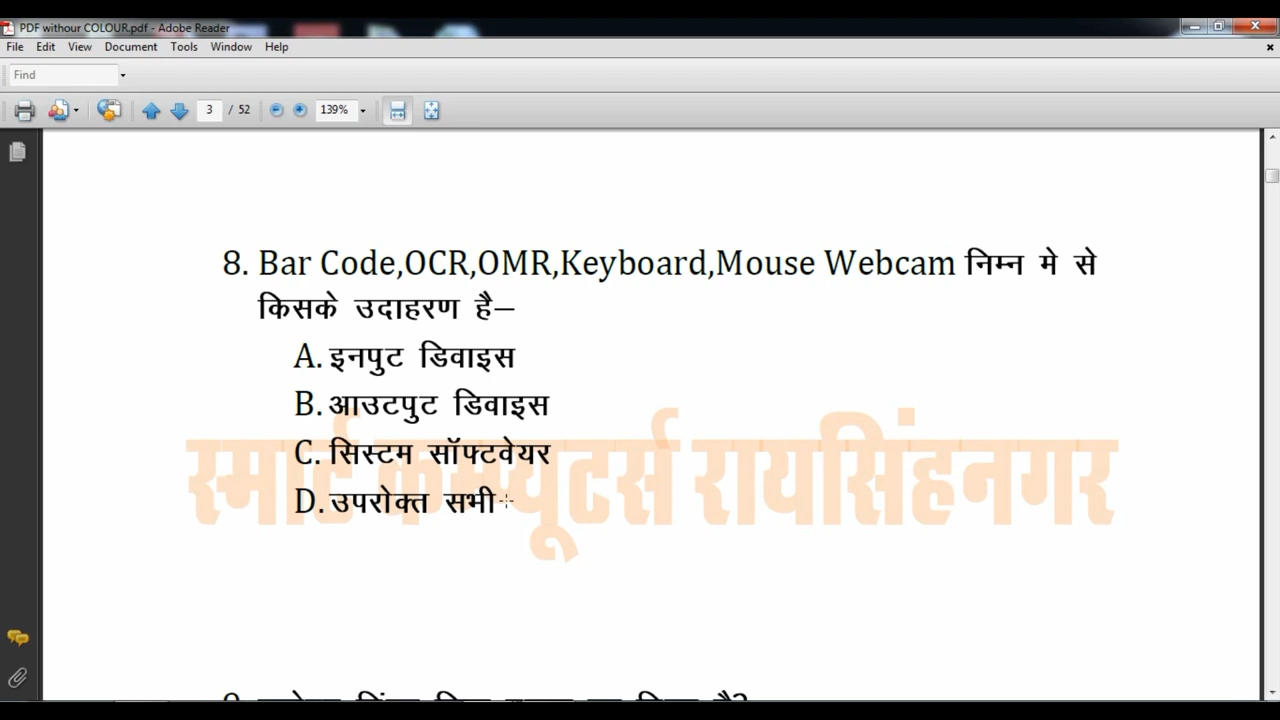 PDF withour COLOUR.pdf - Adobe Reader
File Edit View Document Tools Window Help
Find
3 / 52 139%
8. Bar Code,OCR,OMR,Keyboard,Mouse Webcam निम्न मे से
किसके उदाहरण है–
A. इनपुट डिवाइस
B. आउटपुट डिवाइस
C. सिस्टम सॉफ्टवेयर
D. उपरोक्त सभी
स्मार्ट कम्प्यूटर्स रायसिंहनगर